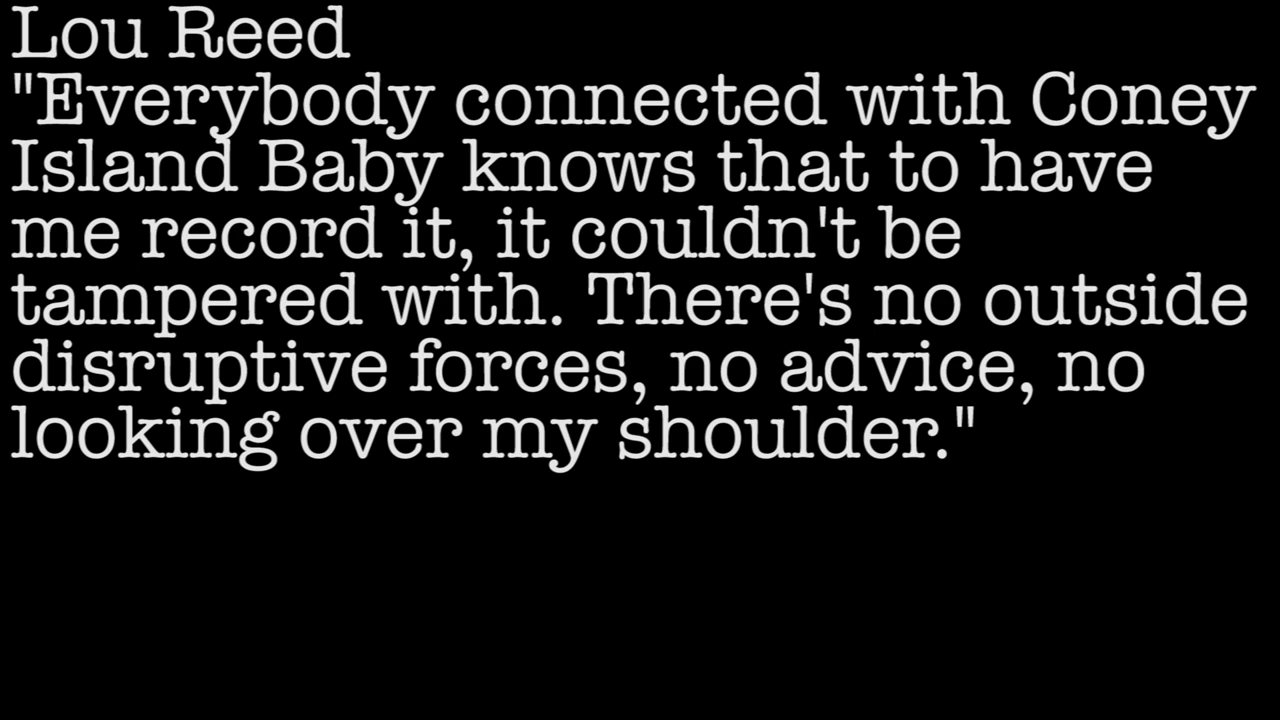 Lou Reed
"Everybody connected with Coney
Island Baby knows that to have
me record it, it couldn't be
tampered with. There's no outside
disruptive forces, no advice, no
looking over my shoulder."